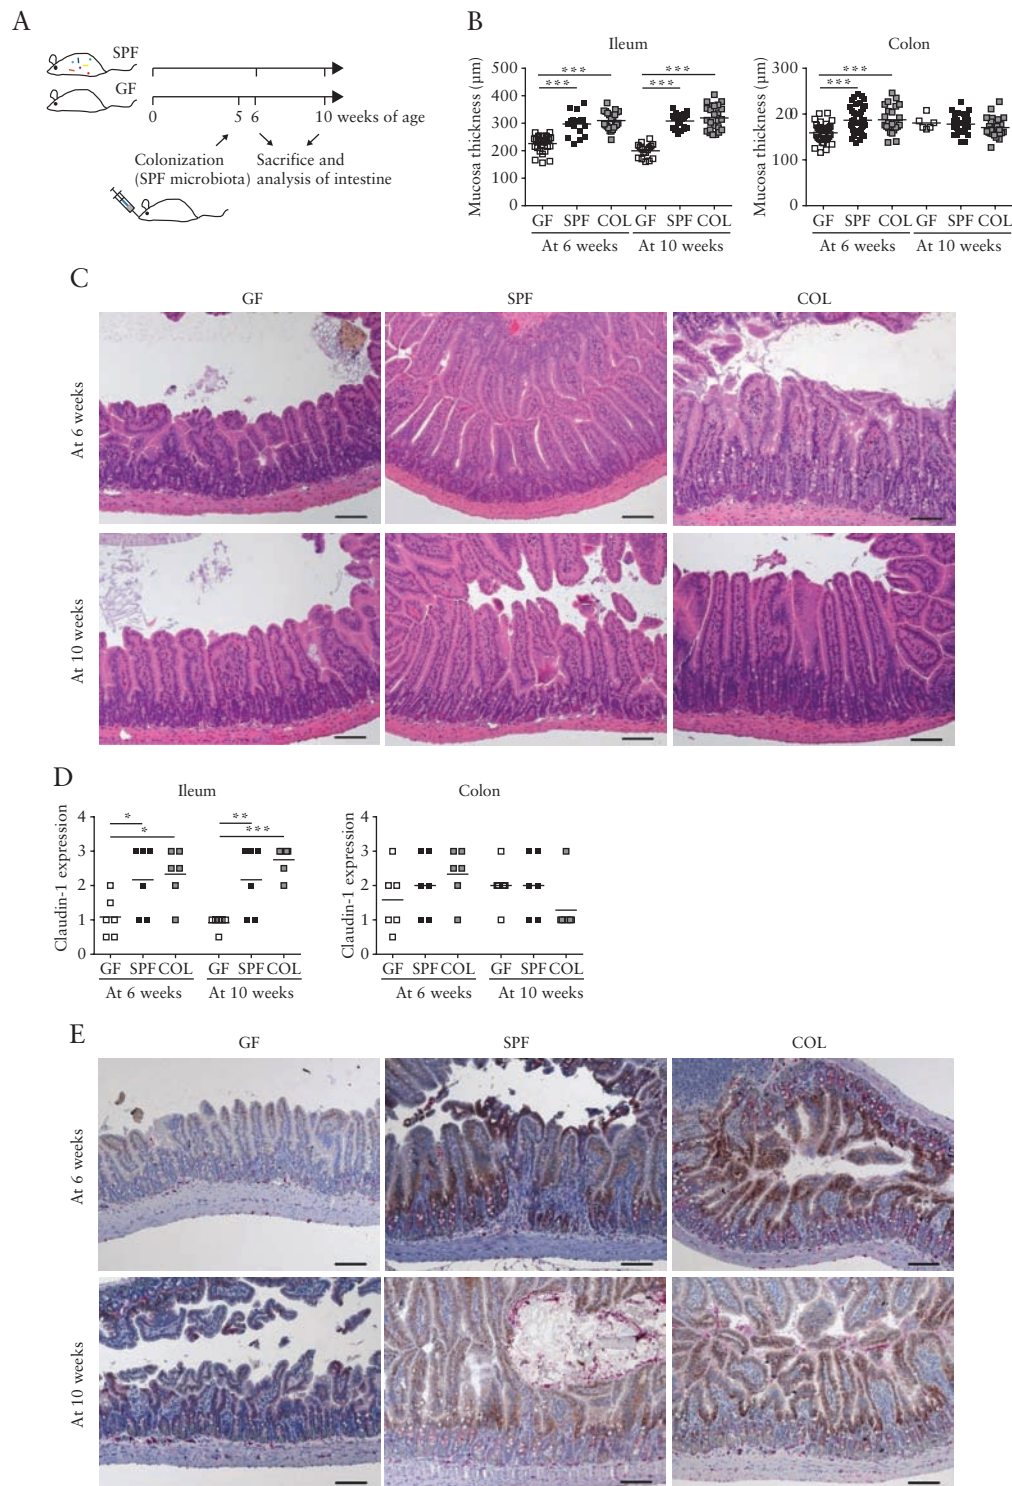 A
SPF
GF
0 5 6 10 weeks of age
Colonization
(SPF microbiota)
Sacrifice and
analysis of intestine
B
Ileum
Mucosa thickness (µm)
500
400
300
200
100
0
*** *** *** ***
GF SPF COL GF SPF COL
At 6 weeks At 10 weeks
Colon
Mucosa thickness (µm)
300
200
100
0
*** ***
GF SPF COL GF SPF COL
At 6 weeks At 10 weeks
C
GF SPF COL
At 6 weeks
At 10 weeks
D
Ileum
Claudin-1 expression
4
3
2
1
0
* * ** ***
GF SPF COL GF SPF COL
At 6 weeks At 10 weeks
Colon
Claudin-1 expression
4
3
2
1
0
GF SPF COL GF SPF COL
At 6 weeks At 10 weeks
E
GF SPF COL
At 6 weeks
At 10 weeks